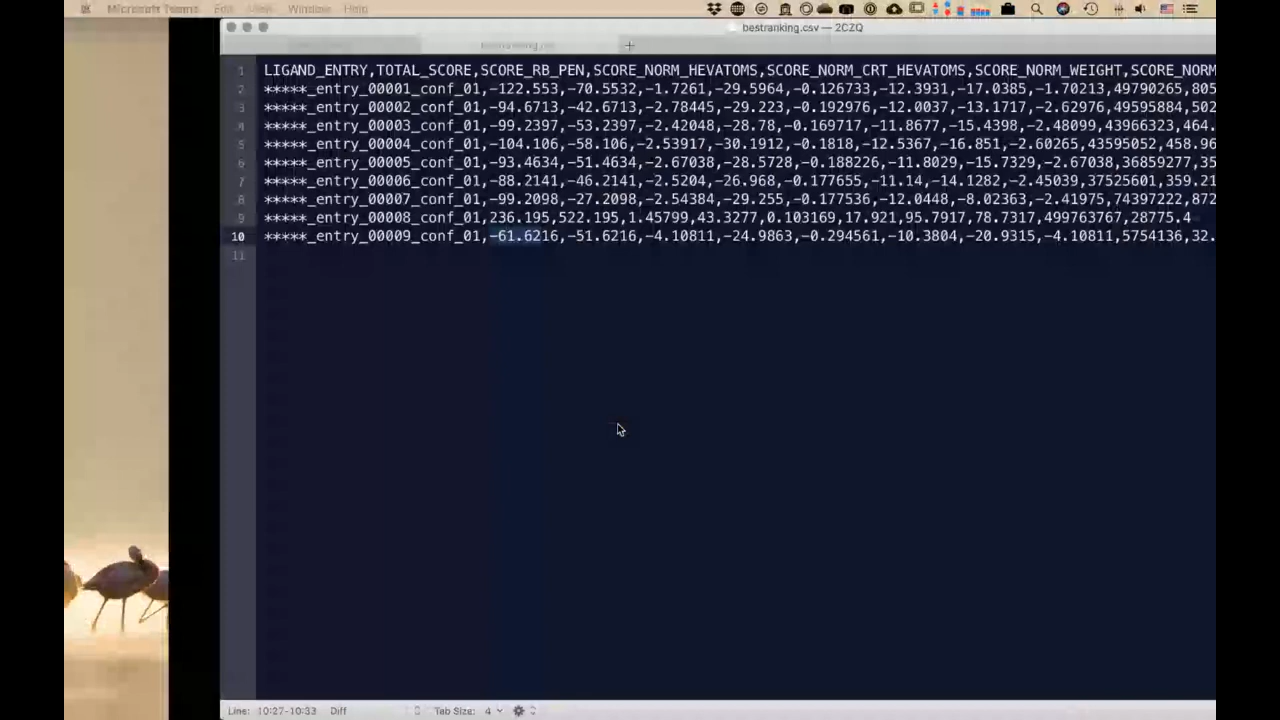 Microsoft Teams Edit View Window Help
bestranking.csv — 2CZQ
bestranking.csv
1 LIGAND_ENTRY,TOTAL_SCORE,SCORE_RB_PEN,SCORE_NORM_HEVATOMS,SCORE_NORM_CRT_HEVATOMS,SCORE_NORM_WEIGHT,SCORE_NORM
2 *****_entry_00001_conf_01,-122.553,-70.5532,-1.7261,-29.5964,-0.126733,-12.3931,-17.0385,-1.70213,49790265,805
3 *****_entry_00002_conf_01,-94.6713,-42.6713,-2.78445,-29.223,-0.192976,-12.0037,-13.1717,-2.62976,49595884,502
4 *****_entry_00003_conf_01,-99.2397,-53.2397,-2.42048,-28.78,-0.169717,-11.8677,-15.4398,-2.48099,43966323,464.
5 *****_entry_00004_conf_01,-104.106,-58.106,-2.53917,-30.1912,-0.1818,-12.5367,-16.851,-2.60265,43595052,458.96
6 *****_entry_00005_conf_01,-93.4634,-51.4634,-2.67038,-28.5728,-0.188226,-11.8029,-15.7329,-2.67038,36859277,35
7 *****_entry_00006_conf_01,-88.2141,-46.2141,-2.5204,-26.968,-0.177655,-11.14,-14.1282,-2.45039,37525601,359.21
8 *****_entry_00007_conf_01,-99.2098,-27.2098,-2.54384,-29.255,-0.177536,-12.0448,-8.02363,-2.41975,74397222,872
9 *****_entry_00008_conf_01,236.195,522.195,1.45799,43.3277,0.103169,17.921,95.7917,78.7317,499763767,28775.4
10 *****_entry_00009_conf_01,-61.6216,-51.6216,-4.10811,-24.9863,-0.294561,-10.3804,-20.9315,-4.10811,5754136,32.
11
Line: 10:27-10:33 Diff Tab Size: 4